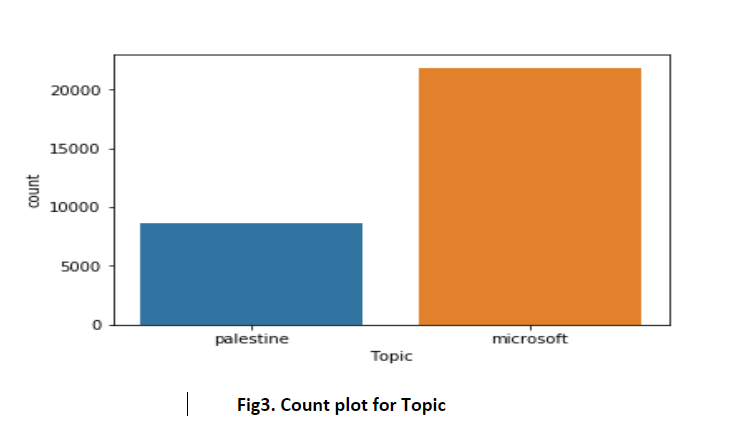 20000
15000
10000
5000
0
count
palestine microsoft
Topic
Fig3. Count plot for Topic